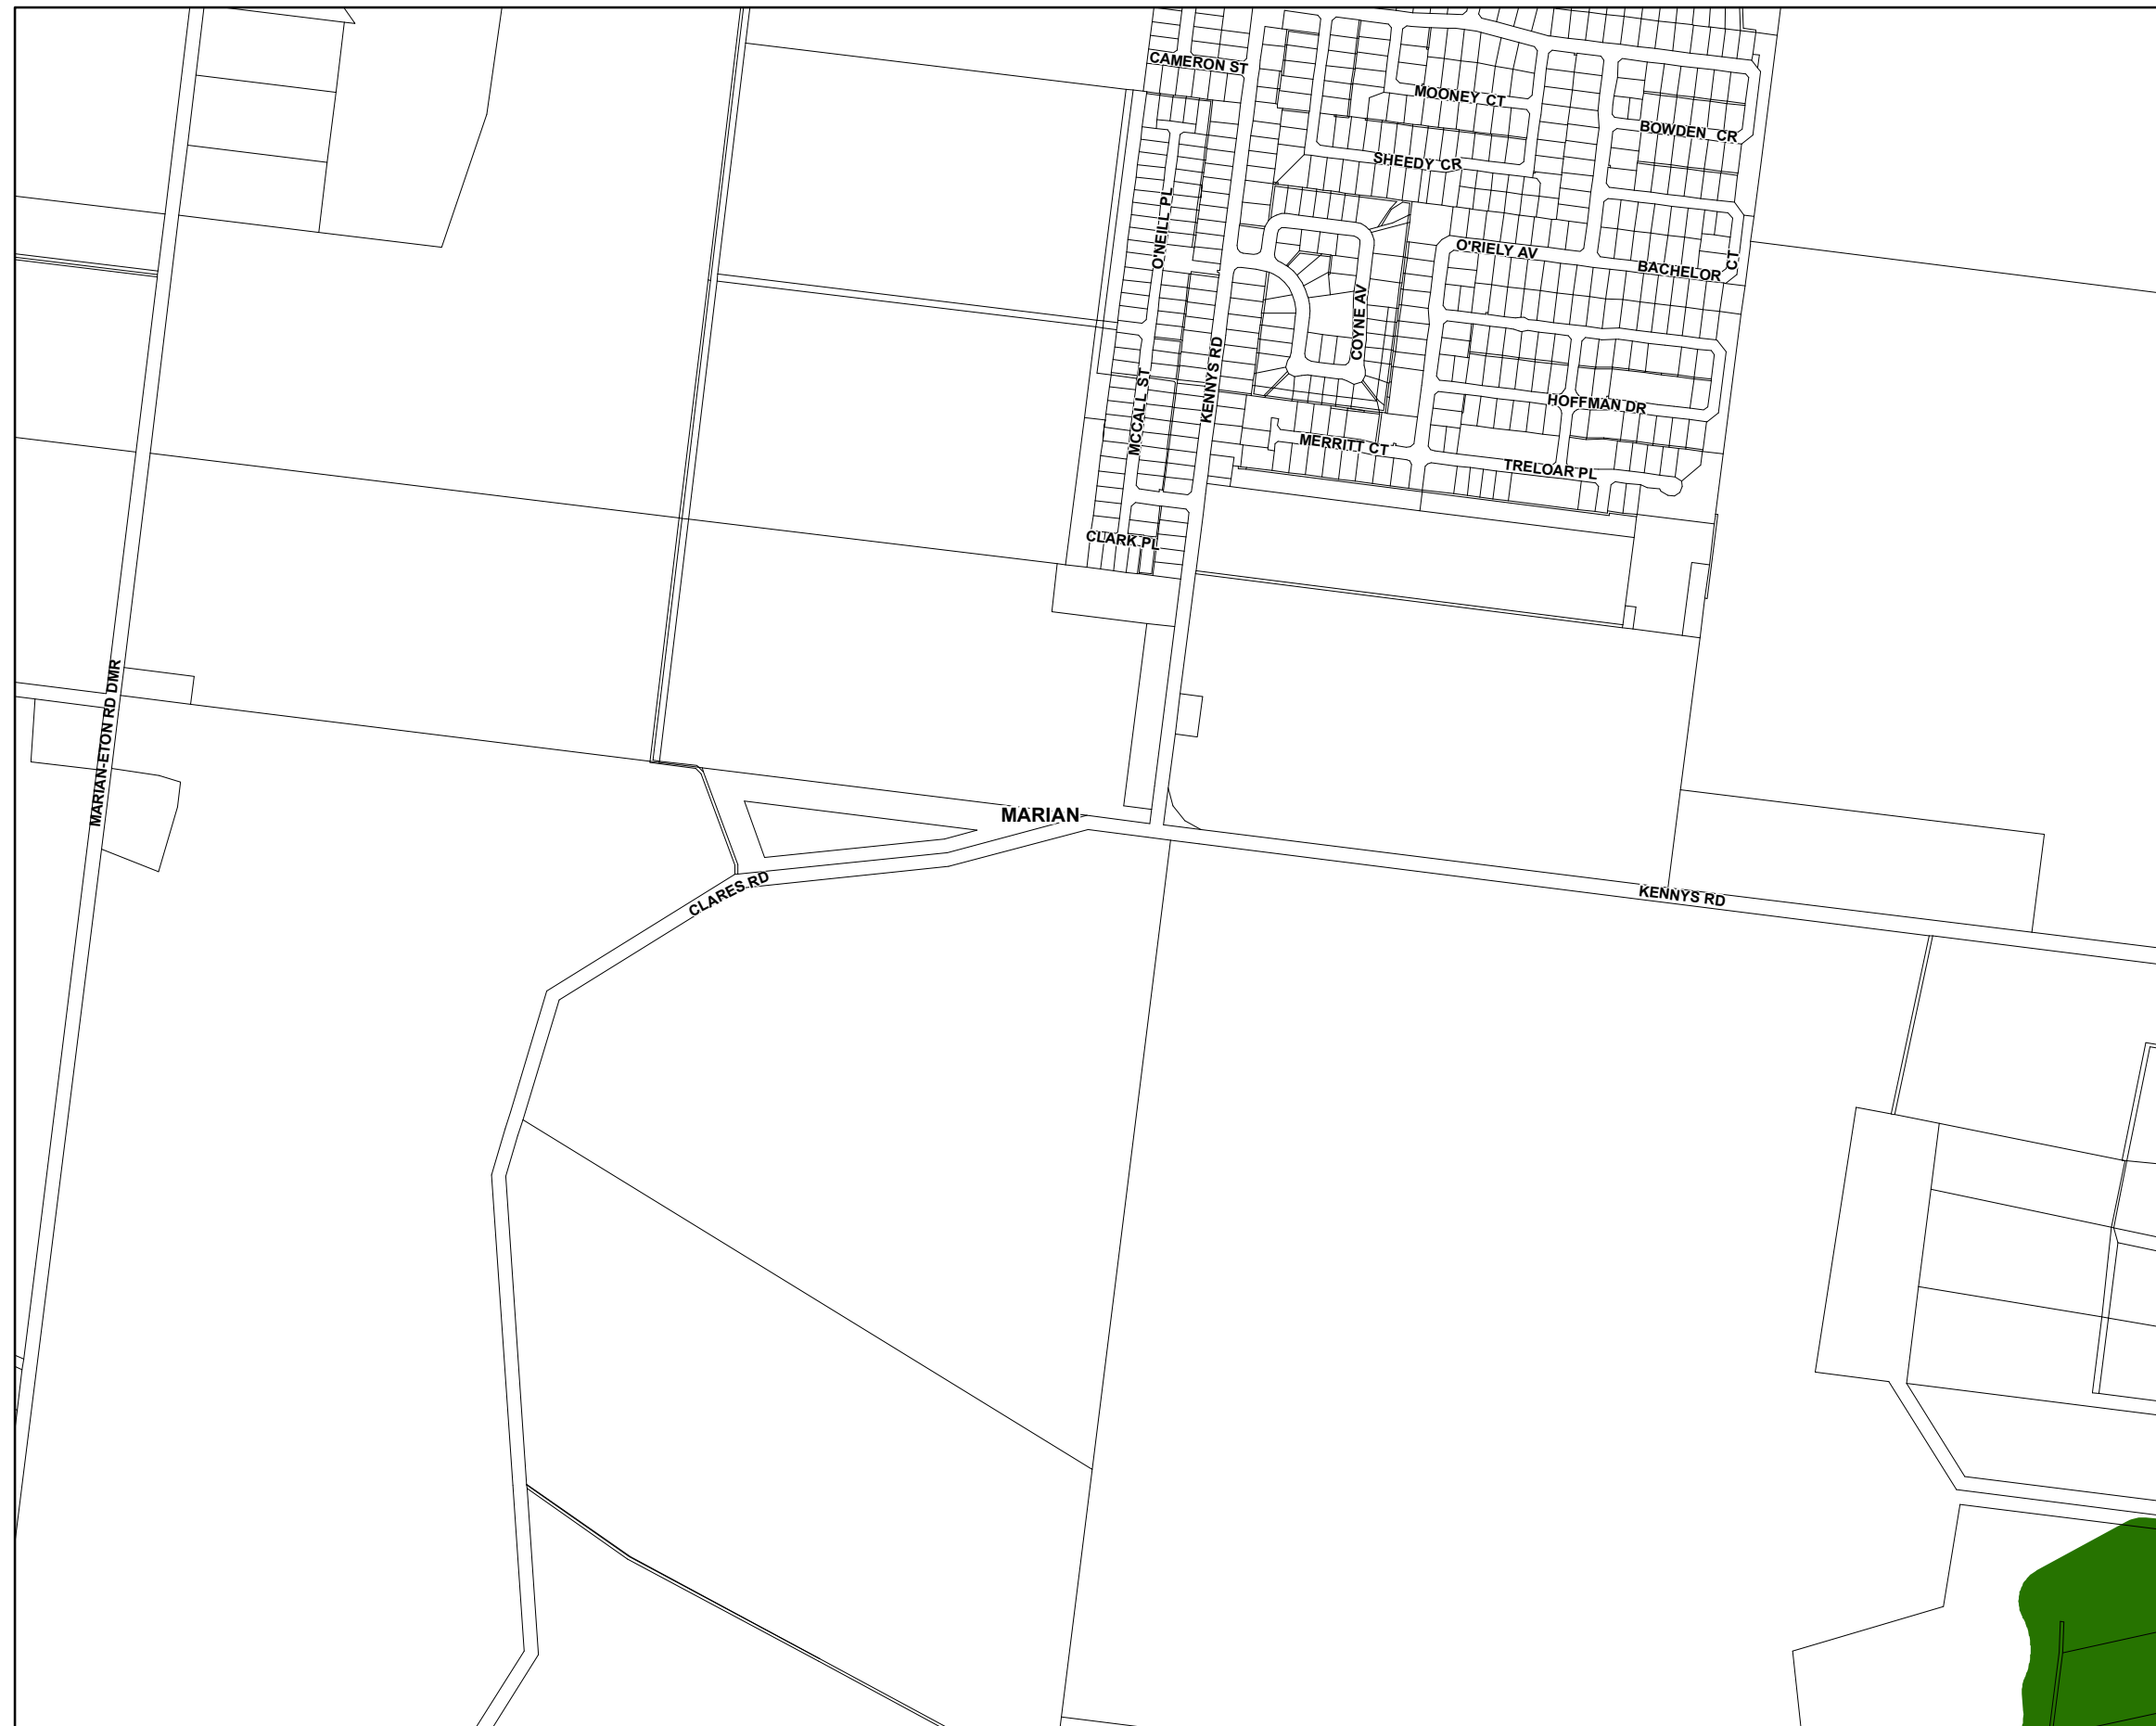 CAMERON ST
MOONEY CT
BOWDEN CR
SHEEDY CR
O'NEILL PL
O'RIELY AV
BACHELOR CT
COYNE AV
KENNYS RD
MCCALL ST
HOFFMAN DR
MERRITT CT
TRELOAR PL
CLARK PL
MARIAN-ETON RD DMR
MARIAN
CLARES RD
KENNYS RD